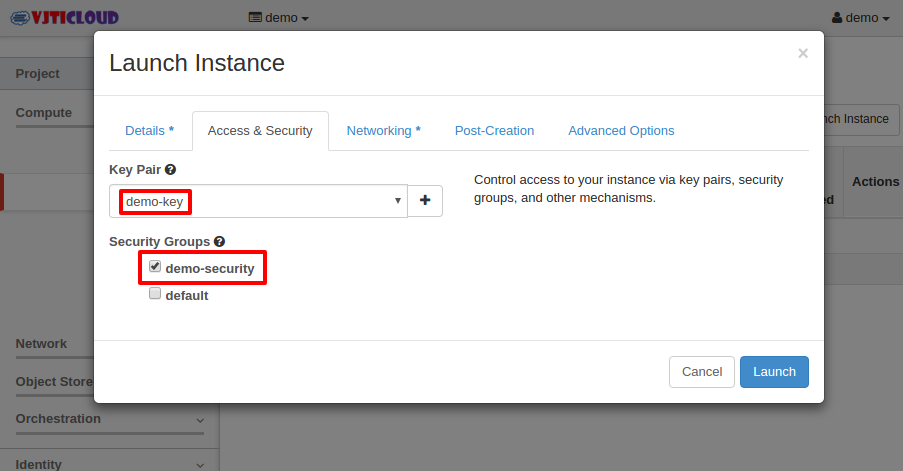 VJTICLOUD
demo
demo
Launch Instance
×
Project
Compute
Network
Object Store
Orchestration
Identity
nch Instance
Actions
ed
Details *
Access & Security
Networking *
Post-Creation
Advanced Options
Key Pair
demo-key
Control access to your instance via key pairs, security
groups, and other mechanisms.
Security Groups
demo-security
default
Cancel
Launch